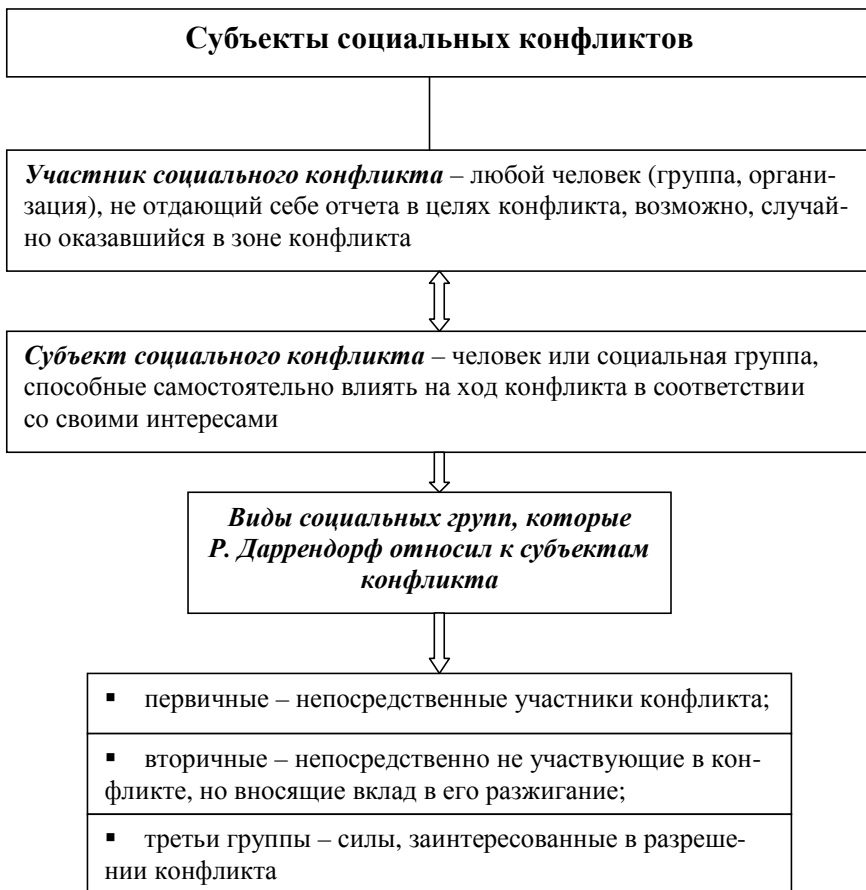 Субъекты социальных конфликтов
Участник социального конфликта – любой человек (группа, органи-
зация), не отдающий себе отчета в целях конфликта, возможно, случай-
но оказавшийся в зоне конфликта
Субъект социального конфликта – человек или социальная группа,
способные самостоятельно влиять на ход конфликта в соответствии
со своими интересами
Виды социальных групп, которые
Р. Даррендорф относил к субъектам
конфликта
▪ первичные – непосредственные участники конфликта;
▪ вторичные – непосредственно не участвующие в кон-
фликте, но вносящие вклад в его разжигание;
▪ третьи группы – силы, заинтересованные в разреше-
нии конфликта